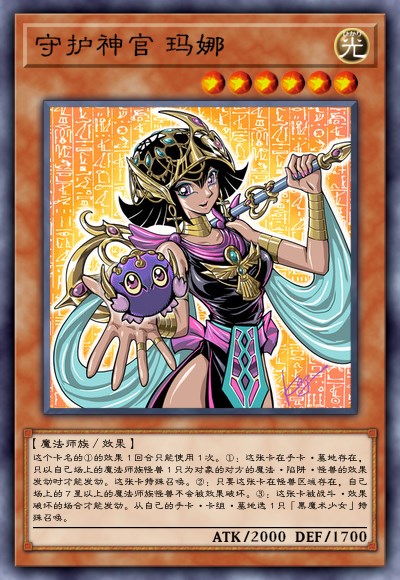 守护神官 玛娜
ひかり
光
【魔法师族／效果】
这个卡名的①的效果１回合只能使用１次。①：这张卡在手卡·墓地存在，
只以自己场上的魔法师族怪兽１只为对象的对方的魔法·陷阱·怪兽的效果
发动时才能发动。这张卡特殊召唤。②：只要这张卡在怪兽区域存在，自己
场上的７星以上的魔法师族怪兽不会被效果破坏。③：这张卡被战斗·效果
破坏的场合才能发动。从自己的手卡·卡组·墓地选１只「黑魔术少女」特
殊召唤。
ATK/2000 DEF/1700